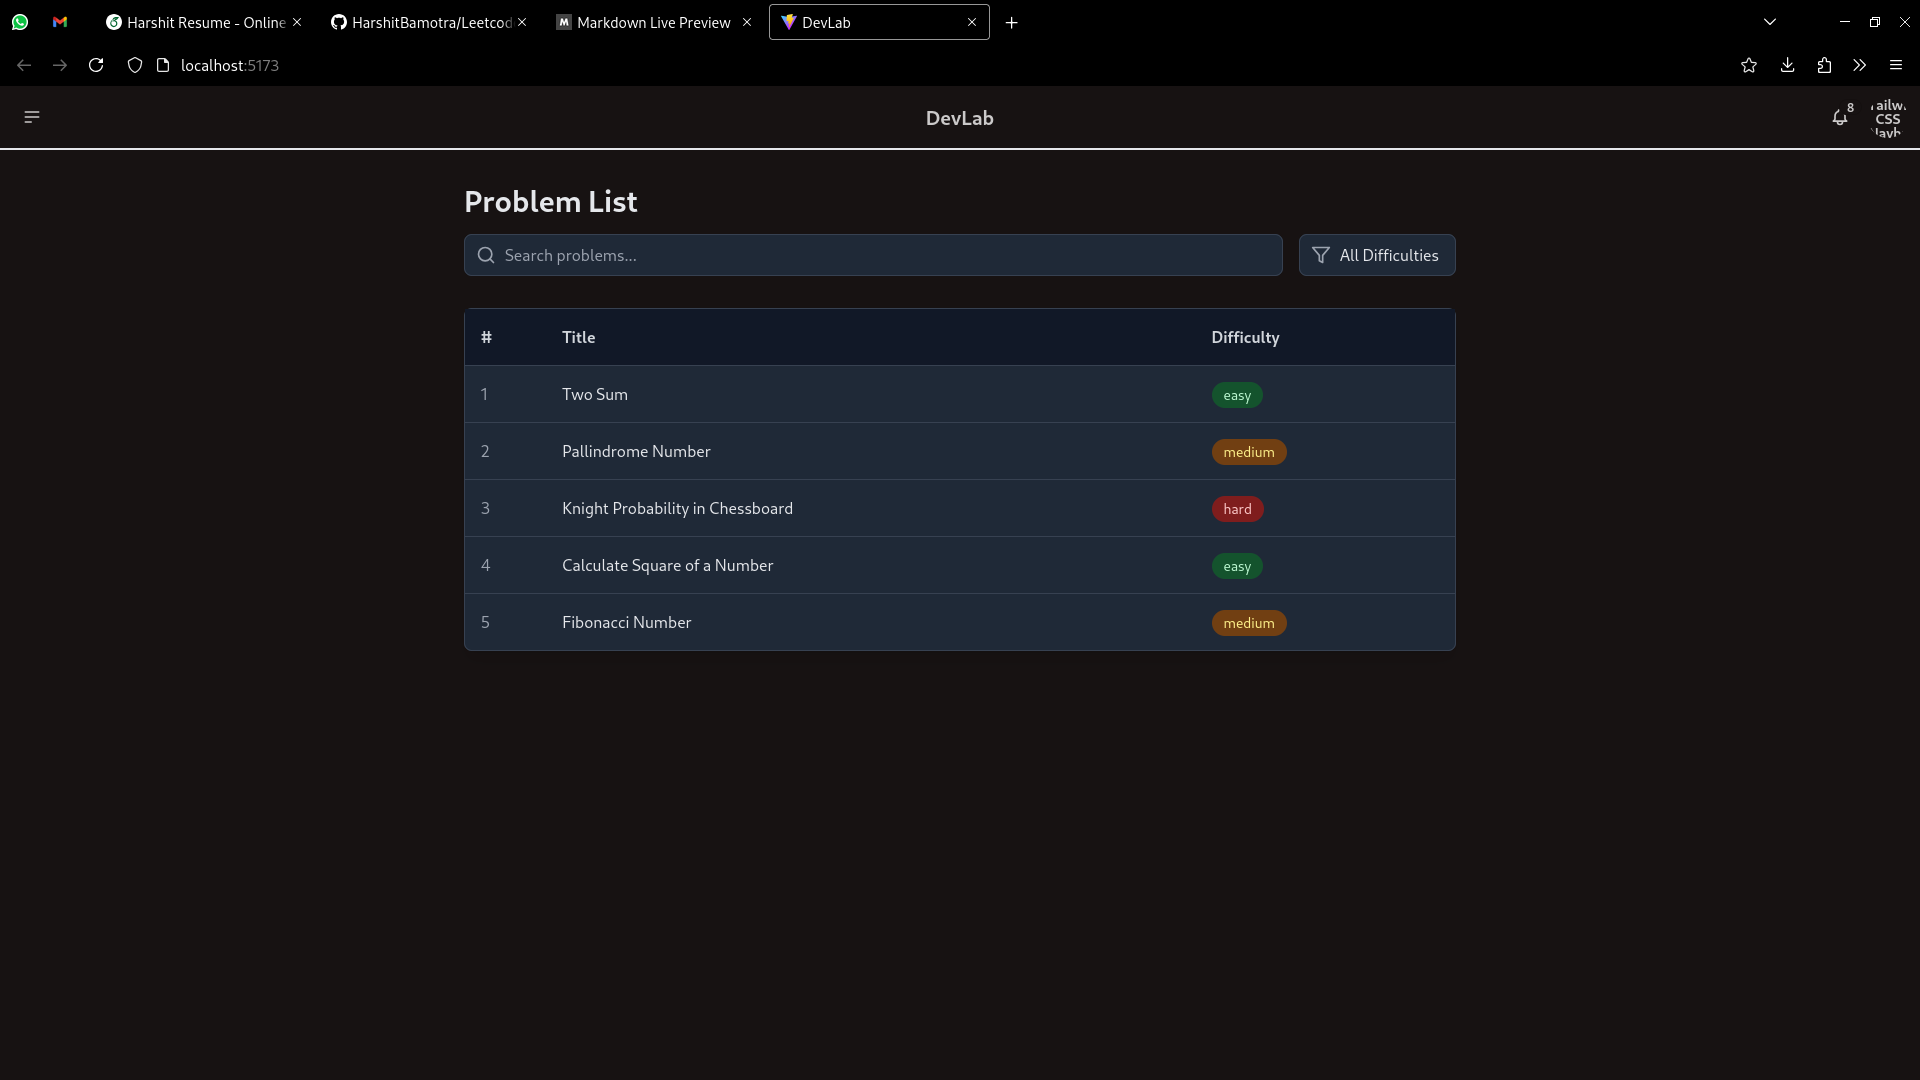 Harshit Resume - Online
HarshitBamotra/Leetcod
Markdown Live Preview
DevLab
localhost:5173
DevLab
8
CSS
Problem List
Search problems...
All Difficulties
# Title Difficulty
1 Two Sum easy
2 Pallindrome Number medium
3 Knight Probability in Chessboard hard
4 Calculate Square of a Number easy
5 Fibonacci Number medium